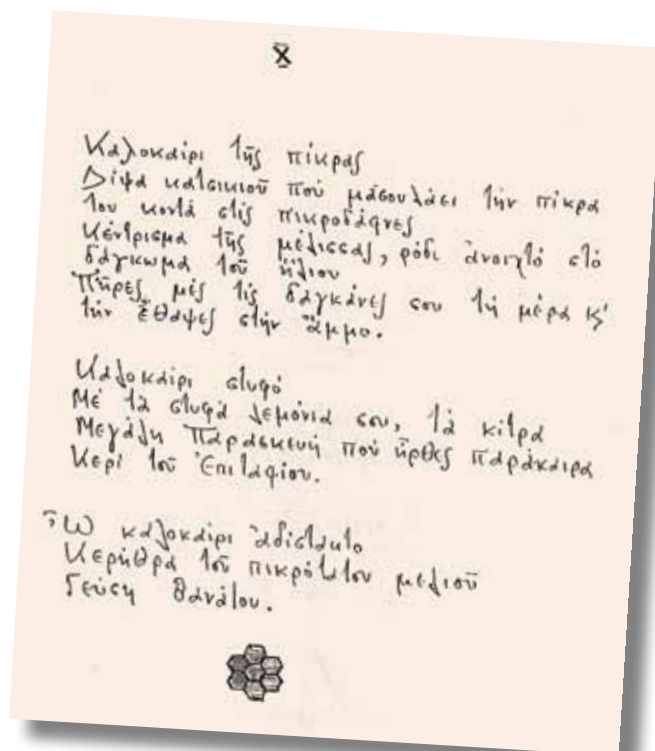 X
Καλοκαίρι τῆς πίκρας
Δίψα κατσικιοῦ πού μασουλάει τήν πίκρα
του κοντά στίς πικροδάφνες
Κέντρισμα τῆς μέλισσας, ρόδι ἀνοιχτό στό
δάγκωμα τοῦ ἥλιου
Πῆρες μές τίς δαγκάνες σου τή μέρα κι'
τήν ἔθαψες στήν ἄμμο.
Καλοκαίρι στυφό
Μέ τά στυφά λεμόνια σου, τά κίτρα
Μεγάλη Παρασκευή πού ἦρθες παράκαιρα
Κερί τοῦ Ἐπιταφίου.
Ὦ καλοκαίρι ἀδίστακτο
Κερήθρα τοῦ πικρότατου μελιοῦ
Γεύση θανάτου.